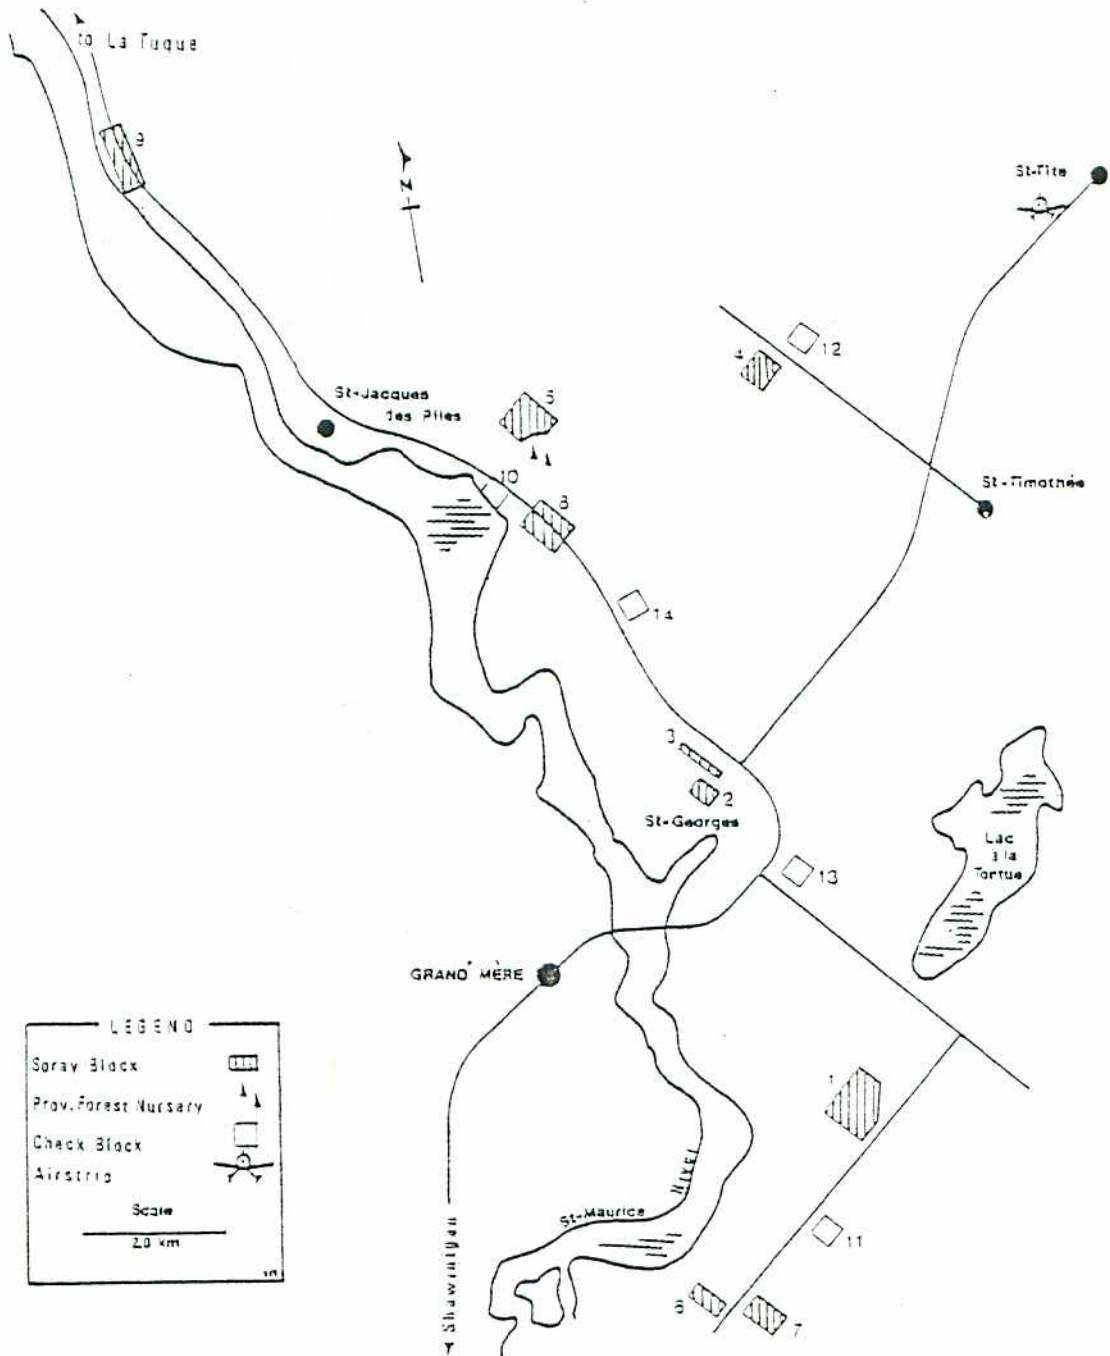 to La Tuque
9
N
St-Tite
12
4
St-Jacques
des Piles
5
10
8
St-Timothée
14
3
2
St-Georges
13
Lac
à la
Tortue
GRAND' MÈRE
LEGEND
Spray Block
Prov. Forest Nursery
Check Block
Airstrip
Scale
2.0 km
1
River
St-Maurice
11
Shawinigan
6
7